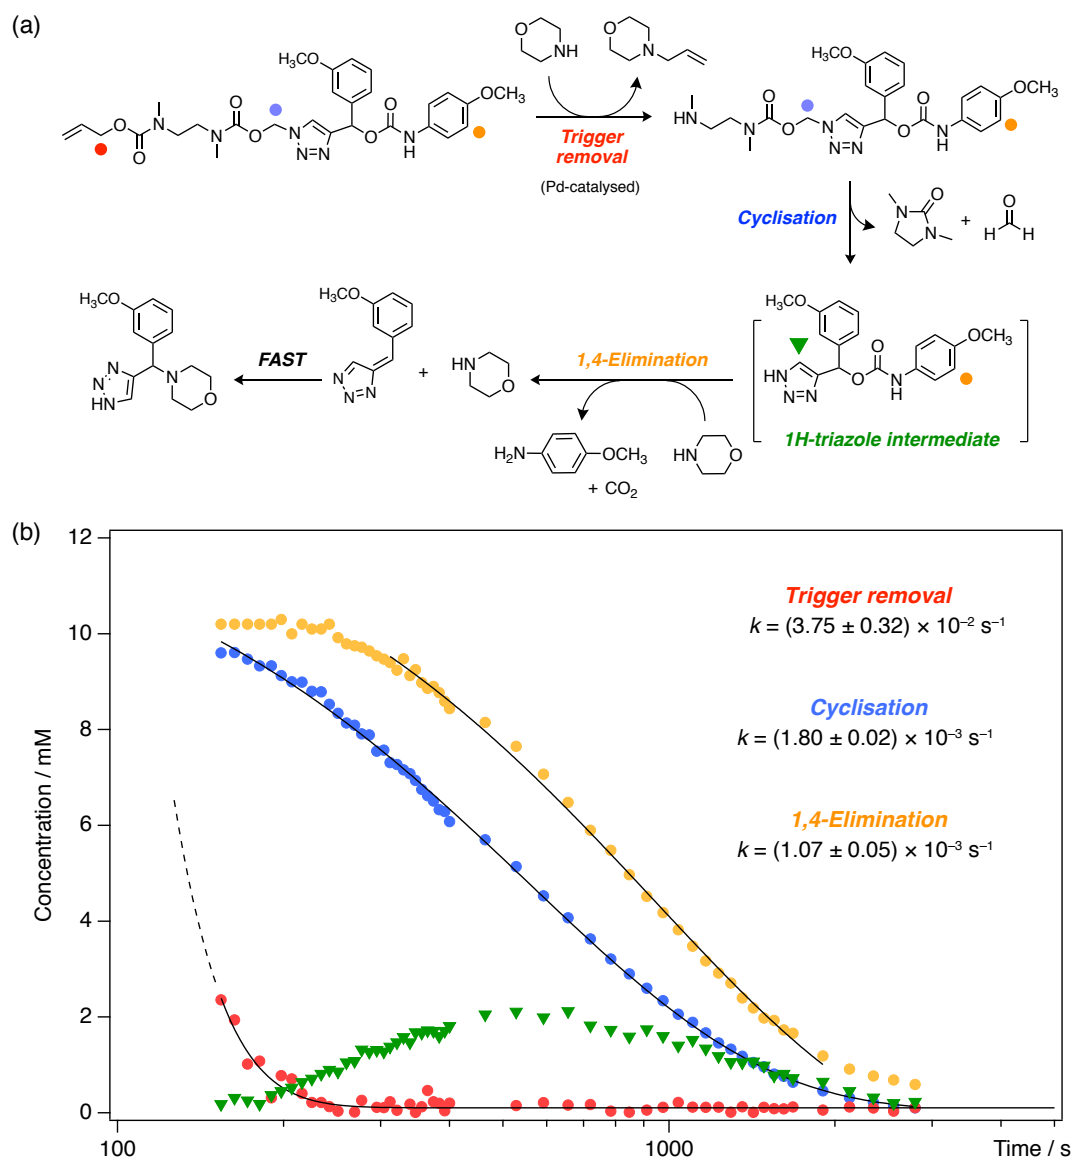 (a)
H₃CO
O
NH
O
N
O
O
N
N
O
O
N
N=N
O
O
N
H
OCH₃
Trigger
removal
(Pd-catalysed)
H₃CO
HN
N
O
O
N
N=N
O
O
N
H
OCH₃
Cyclisation
N
O
N
+
O
H
H
H₃CO
HN
N=N
O
O
N
H
OCH₃
1H-triazole intermediate
1,4-Elimination
HN
O
H₂N
OCH₃
+ CO₂
HN
O
+
H₃CO
N
N=N
FAST
H₃CO
N
N
HN
N
O
(b)
12
10
8
6
4
2
0
Concentration / mM
Trigger removal
k = (3.75 ± 0.32) × 10⁻² s⁻¹
Cyclisation
k = (1.80 ± 0.02) × 10⁻³ s⁻¹
1,4-Elimination
k = (1.07 ± 0.05) × 10⁻³ s⁻¹
100
1000
Time / s